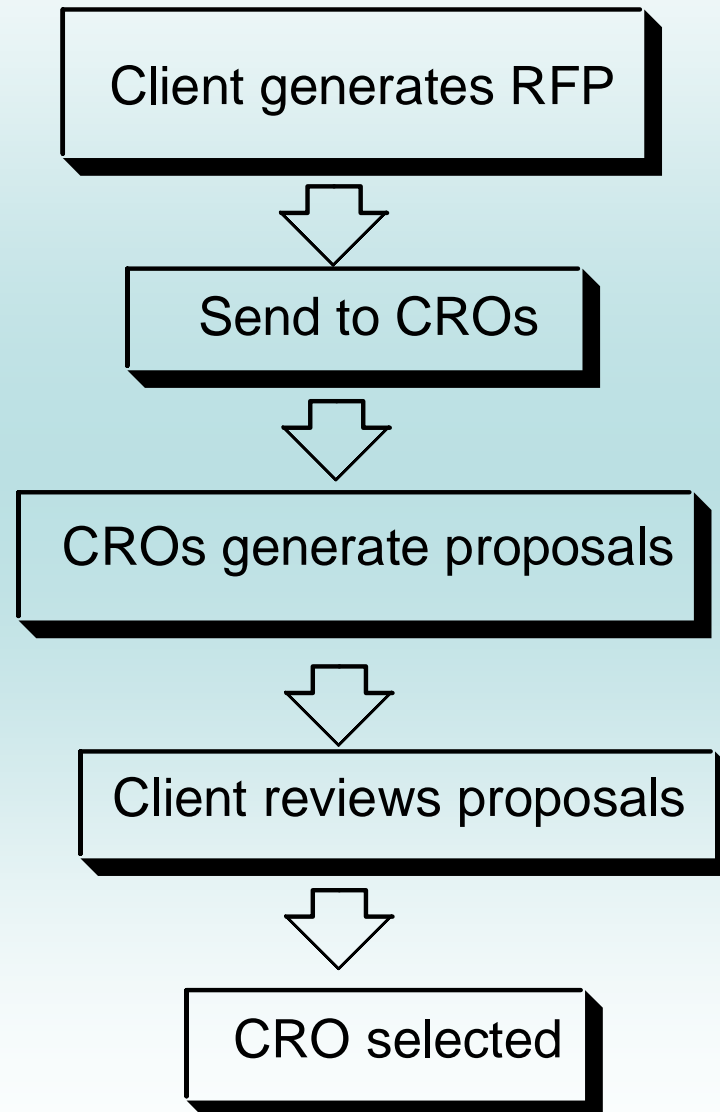 Client generates RFP
Send to CROs
CROs generate proposals
Client reviews proposals
CRO selected